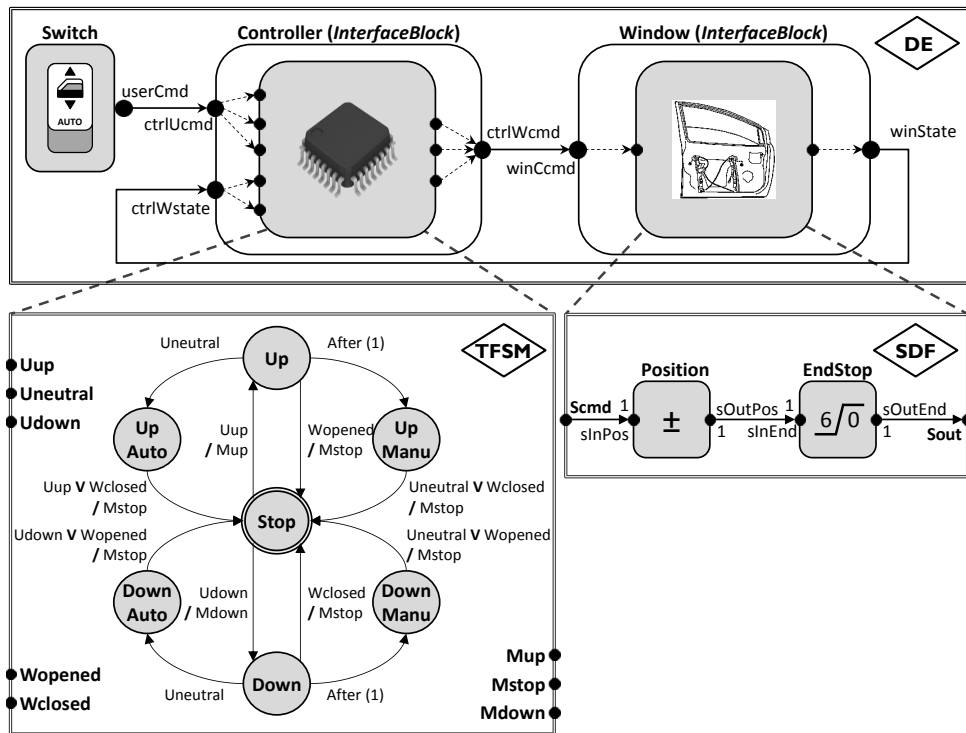 Switch
Controller (InterfaceBlock)
Window (InterfaceBlock)
DE
AUTO
userCmd
ctrlUcmd
ctrlWstate
ctrlWcmd
winCcmd
winState
TFSM
Uup
Uneutral
Udown
Uneutral
Up
After (1)
Up
Auto
Uup
/ Mup
Wopened
/ Mstop
Up
Manu
Uup V Wclosed
/ Mstop
Uneutral V Wclosed
/ Mstop
Stop
Udown V Wopened
/ Mstop
Uneutral V Wopened
/ Mstop
Down
Auto
Udown
/ Mdown
Wclosed
/ Mstop
Down
Manu
Uneutral
Down
After (1)
Wopened
Wclosed
Mup
Mstop
Mdown
SDF
Position
EndStop
Scmd
1
sInPos
±
sOutPos
1
1
sInEnd
6 0
sOutEnd
1
Sout